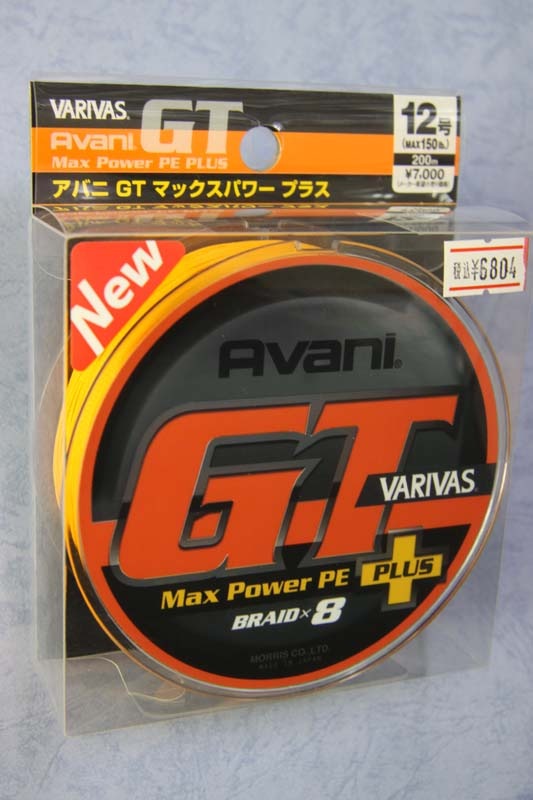 VARIVAS® GT
Avani®
Max Power PE PLUS
12号
(MAX150lb.)
200m
¥7,000
アバニ GT マックスパワー プラス
New
税込¥6804
Avani®
GT
VARIVAS®
Max Power PE PLUS
BRAID×8
MORRIS CO.,LTD.
MADE IN JAPAN